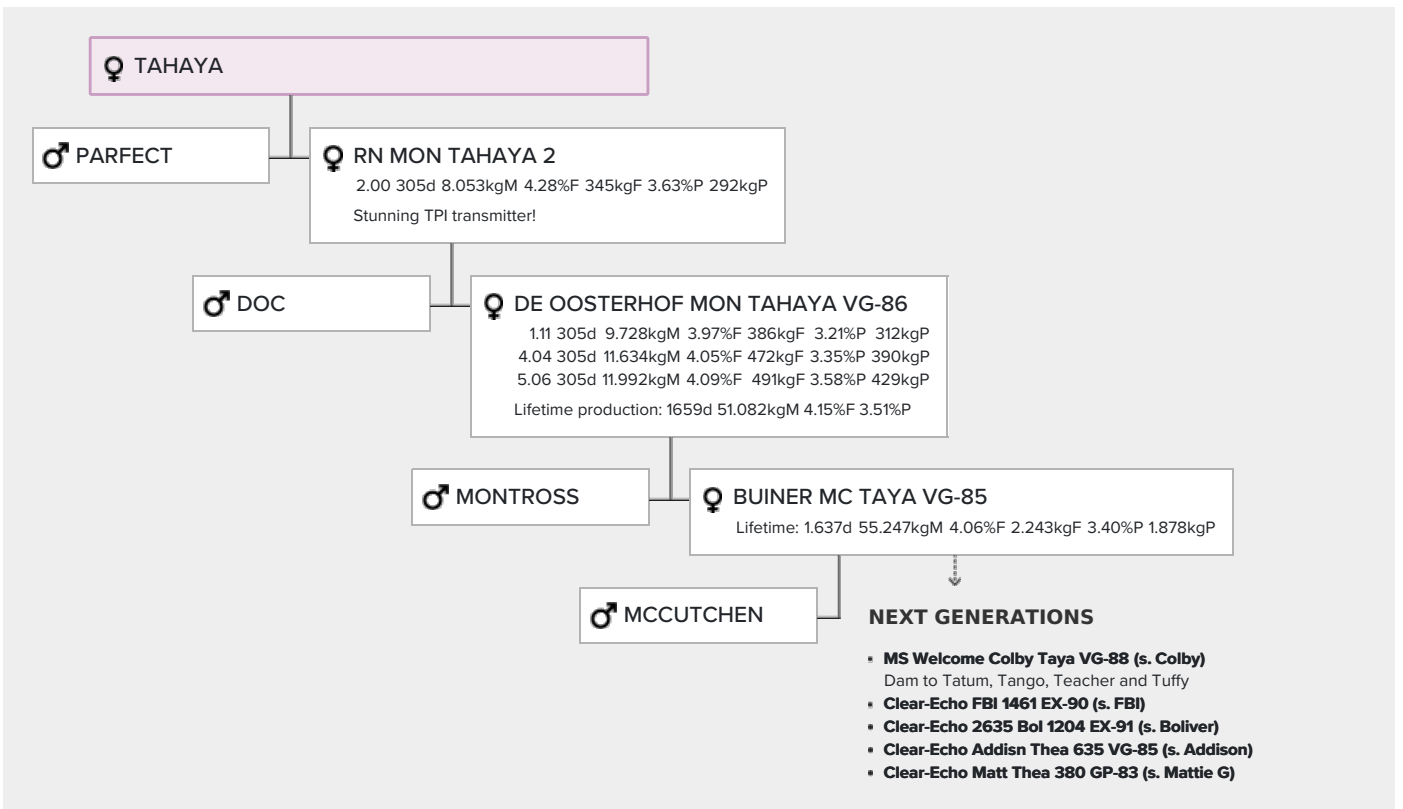 ♀ TAHAYA
♂ PARFECT
♀ RN MON TAHAYA 2
2.00 305d 8.053kgM 4.28%F 345kgF 3.63%P 292kgP
Stunning TPI transmitter!
♂ DOC
♀ DE OOSTERHOF MON TAHAYA VG-86
1.11 305d 9.728kgM 3.97%F 386kgF 3.21%P 312kgP
4.04 305d 11.634kgM 4.05%F 472kgF 3.35%P 390kgP
5.06 305d 11.992kgM 4.09%F 491kgF 3.58%P 429kgP
Lifetime production: 1659d 51.082kgM 4.15%F 3.51%P
♂ MONTROSS
♀ BUINER MC TAYA VG-85
Lifetime: 1.637d 55.247kgM 4.06%F 2.243kgF 3.40%P 1.878kgP
♂ MCCUTCHEN
NEXT GENERATIONS
• MS Welcome Colby Taya VG-88 (s. Colby)
Dam to Tatum, Tango, Teacher and Tuffy
• Clear-Echo FBI 1461 EX-90 (s. FBI)
• Clear-Echo 2635 Bol 1204 EX-91 (s. Boliver)
• Clear-Echo Addisn Thea 635 VG-85 (s. Addison)
• Clear-Echo Matt Thea 380 GP-83 (s. Mattie G)